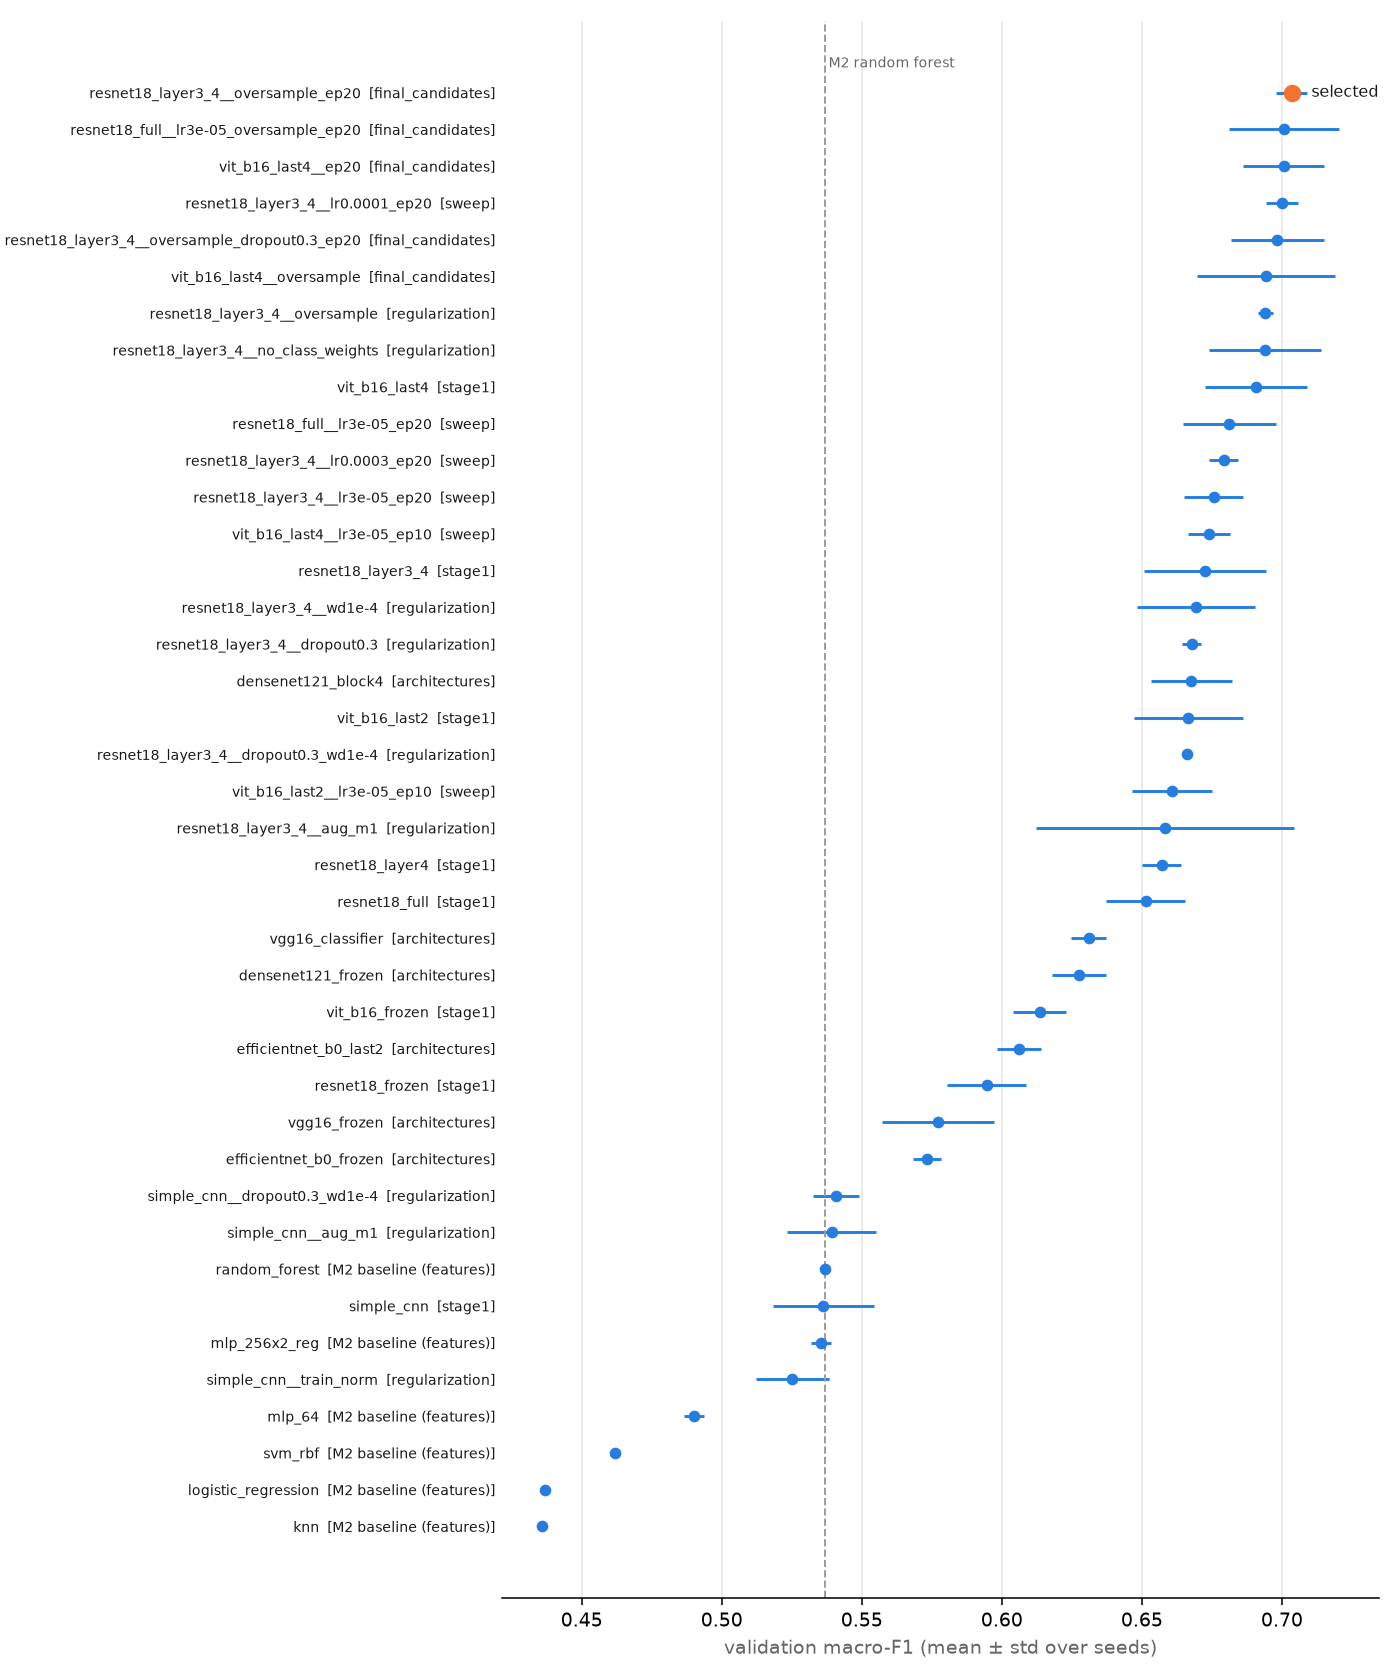 M2 random forest
resnet18_layer3_4__oversample_ep20 [final_candidates]
selected
resnet18_full__lr3e-05_oversample_ep20 [final_candidates]
vit_b16_last4__ep20 [final_candidates]
resnet18_layer3_4__lr0.0001_ep20 [sweep]
resnet18_layer3_4__oversample_dropout0.3_ep20 [final_candidates]
vit_b16_last4__oversample [final_candidates]
resnet18_layer3_4__oversample [regularization]
resnet18_layer3_4__no_class_weights [regularization]
vit_b16_last4 [stage1]
resnet18_full__lr3e-05_ep20 [sweep]
resnet18_layer3_4__lr0.0003_ep20 [sweep]
resnet18_layer3_4__lr3e-05_ep20 [sweep]
vit_b16_last4__lr3e-05_ep10 [sweep]
resnet18_layer3_4 [stage1]
resnet18_layer3_4__wd1e-4 [regularization]
resnet18_layer3_4__dropout0.3 [regularization]
densenet121_block4 [architectures]
vit_b16_last2 [stage1]
resnet18_layer3_4__dropout0.3_wd1e-4 [regularization]
vit_b16_last2__lr3e-05_ep10 [sweep]
resnet18_layer3_4__aug_m1 [regularization]
resnet18_layer4 [stage1]
resnet18_full [stage1]
vgg16_classifier [architectures]
densenet121_frozen [architectures]
vit_b16_frozen [stage1]
efficientnet_b0_last2 [architectures]
resnet18_frozen [stage1]
vgg16_frozen [architectures]
efficientnet_b0_frozen [architectures]
simple_cnn__dropout0.3_wd1e-4 [regularization]
simple_cnn__aug_m1 [regularization]
random_forest [M2 baseline (features)]
simple_cnn [stage1]
mlp_256x2_reg [M2 baseline (features)]
simple_cnn__train_norm [regularization]
mlp_64 [M2 baseline (features)]
svm_rbf [M2 baseline (features)]
logistic_regression [M2 baseline (features)]
knn [M2 baseline (features)]
0.45 0.50 0.55 0.60 0.65 0.70
validation macro-F1 (mean ± std over seeds)